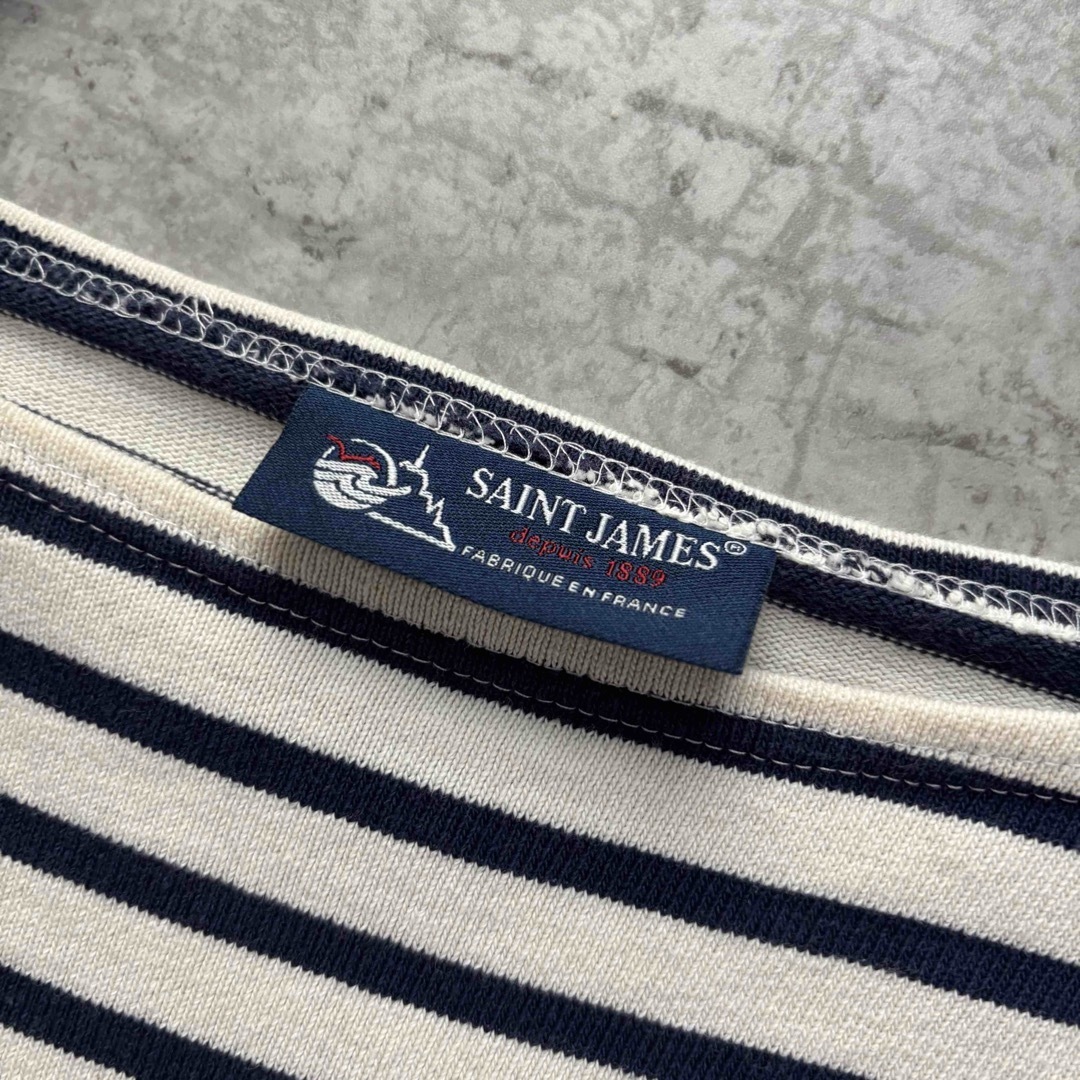 SAINT JAMES®
depuis 1889
FABRIQUE EN FRANCE